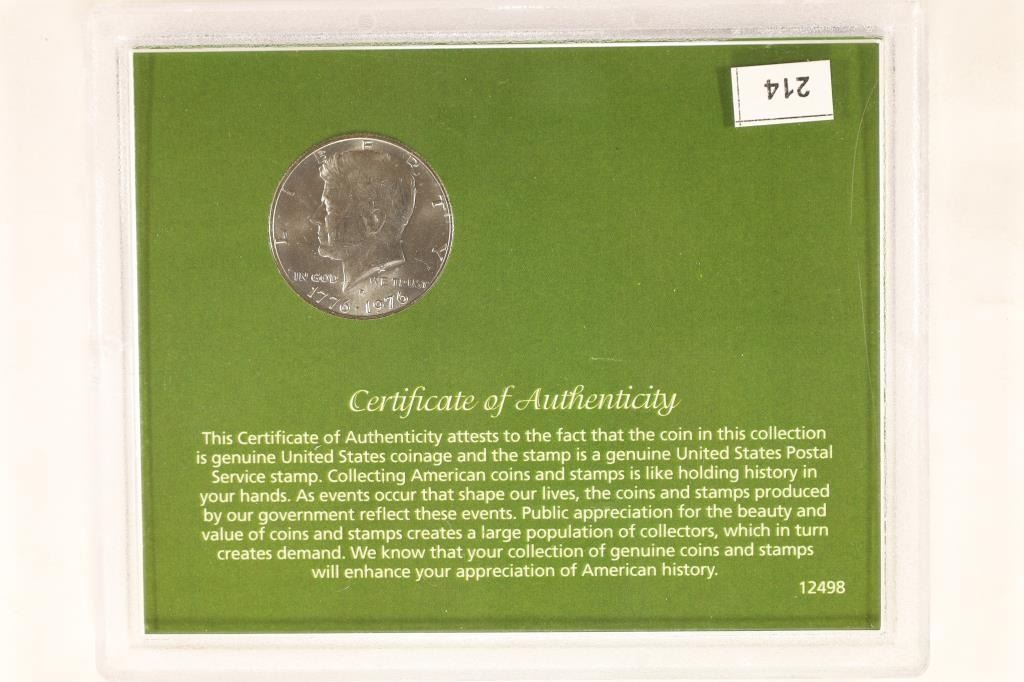 214
LIBERTY
IN GOD WE TRUST
1776·1976
Certificate of Authenticity
This Certificate of Authenticity attests to the fact that the coin in this collection
is genuine United States coinage and the stamp is a genuine United States Postal
Service stamp. Collecting American coins and stamps is like holding history in
your hands. As events occur that shape our lives, the coins and stamps produced
by our government reflect these events. Public appreciation for the beauty and
value of coins and stamps creates a large population of collectors, which in turn
creates demand. We know that your collection of genuine coins and stamps
will enhance your appreciation of American history.
12498